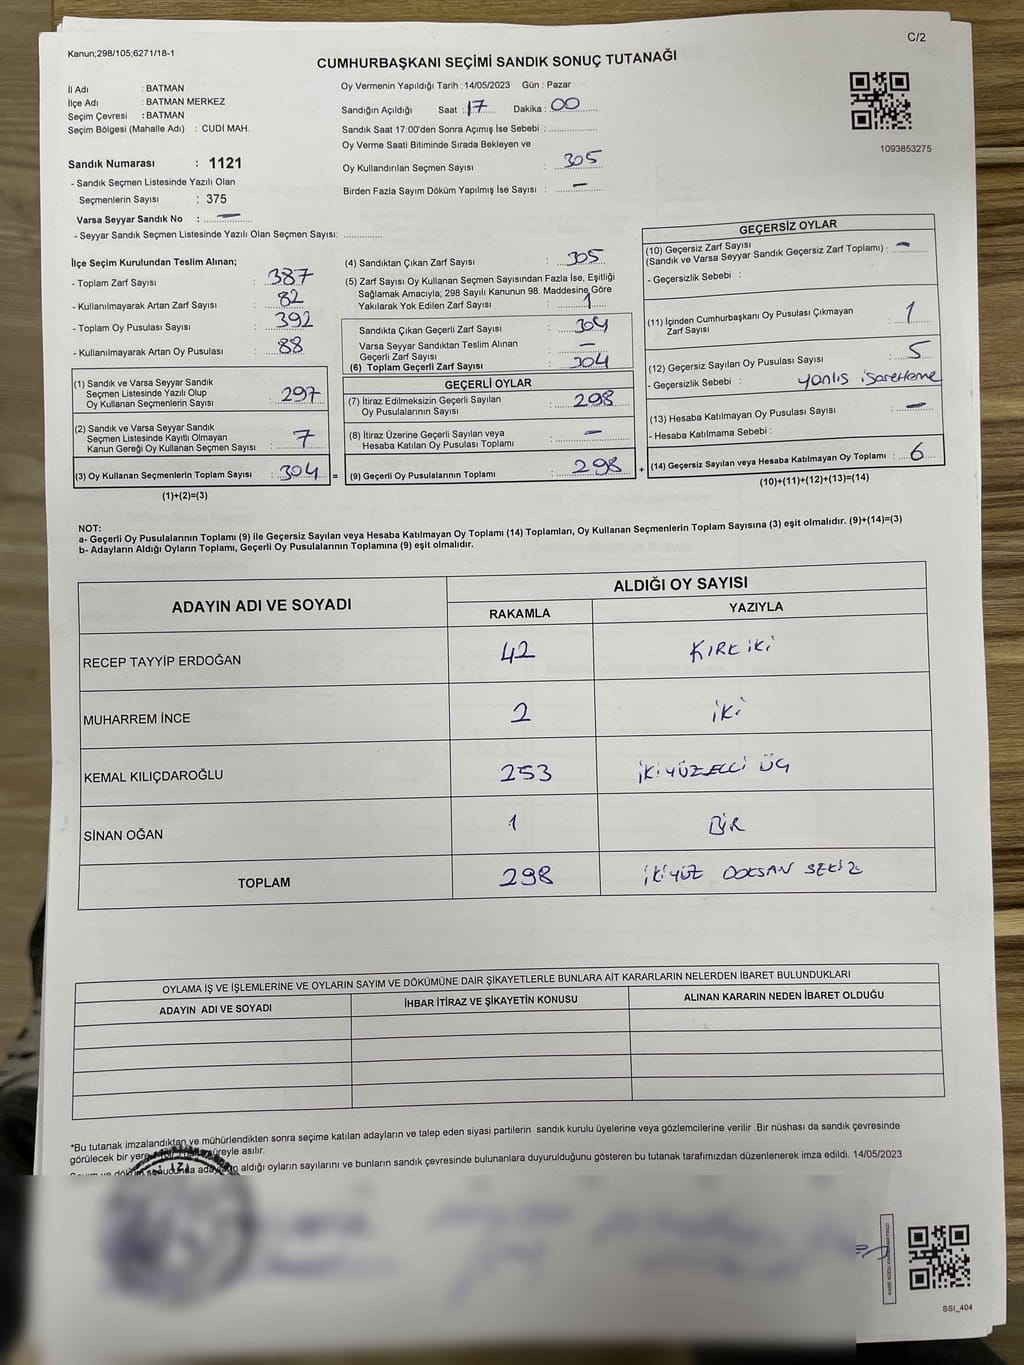 Kanun;298/105,6271/18-1
C/2
CUMHURBAŞKANI SEÇİMİ SANDIK SONUÇ TUTANAĞI
İl Adı : BATMAN
İlçe Adı : BATMAN MERKEZ
Seçim Çevresi : BATMAN
Seçim Bölgesi (Mahalle Adı) : CUDİ MAH.
Sandık Numarası : 1121
- Sandık Seçmen Listesinde Yazılı Olan
Seçmenlerin Sayısı : 375
Varsa Seyyar Sandık No : —
- Seyyar Sandık Seçmen Listesinde Yazılı Olan Seçmen Sayısı: ..............
Oy Vermenin Yapıldığı Tarih : 14/05/2023 Gün : Pazar
Sandığın Açıldığı Saat : 17 Dakika : 00
Sandık Saat 17:00'den Sonra Açımış İse Sebebi : ..............
Oy Verme Saati Bitiminde Sırada Bekleyen ve
Oy Kullandırılan Seçmen Sayısı : 305
Birden Fazla Sayım Döküm Yapılmış İse Sayısı : —
1093853275
İlçe Seçim Kurulundan Teslim Alınan;
- Toplam Zarf Sayısı : 387
- Kullanılmayarak Artan Zarf Sayısı : 82
- Toplam Oy Pusulası Sayısı : 392
- Kullanılmayarak Artan Oy Pusulası : 88
(1) Sandık ve Varsa Seyyar Sandık
Seçmen Listesinde Yazılı Olup
Oy Kullanan Seçmenlerin Sayısı : 297
(2) Sandık ve Varsa Seyyar Sandık
Seçmen Listesinde Kayıtlı Olmayan
Kanun Gereği Oy Kullanan Seçmen Sayısı : 7
(3) Oy Kullanan Seçmenlerin Toplam Sayısı : 304 =
(1)+(2)=(3)
(4) Sandıktan Çıkan Zarf Sayısı : 305
(5) Zarf Sayısı Oy Kullanan Seçmen Sayısından Fazla İse, Eşitliği
Sağlamak Amacıyla; 298 Sayılı Kanunun 98. Maddesine Göre
Yakılarak Yok Edilen Zarf Sayısı : 1
Sandıkta Çıkan Geçerli Zarf Sayısı : 304
Varsa Seyyar Sandıktan Teslim Alınan
Geçerli Zarf Sayısı : —
(6) Toplam Geçerli Zarf Sayısı : 304
GEÇERLİ OYLAR
(7) İtiraz Edilmeksizin Geçerli Sayılan
Oy Pusulalarının Sayısı : 298
(8) İtiraz Üzerine Geçerli Sayılan veya
Hesaba Katılan Oy Pusulası Toplamı : —
(9) Geçerli Oy Pusulalarının Toplamı : 298 +
GEÇERSİZ OYLAR
(10) Geçersiz Zarf Sayısı
(Sandık ve Varsa Seyyar Sandık Geçersiz Zarf Toplamı) : —
- Geçersizlik Sebebi :
(11) İçinden Cumhurbaşkanı Oy Pusulası Çıkmayan
Zarf Sayısı : 1
(12) Geçersiz Sayılan Oy Pusulası Sayısı : 5
- Geçersizlik Sebebi : yanlış işaretleme
(13) Hesaba Katılmayan Oy Pusulası Sayısı : —
- Hesaba Katılmama Sebebi :
(14) Geçersiz Sayılan veya Hesaba Katılmayan Oy Toplamı : 6
(10)+(11)+(12)+(13)=(14)
NOT:
a- Geçerli Oy Pusulalarının Toplamı (9) ile Geçersiz Sayılan veya Hesaba Katılmayan Oy Toplamı (14) Toplamları, Oy Kullanan Seçmenlerin Toplam Sayısına (3) eşit olmalıdır. (9)+(14)=(3)
b- Adayların Aldığı Oyların Toplamı, Geçerli Oy Pusulalarının Toplamına (9) eşit olmalıdır.
ADAYIN ADI VE SOYADI ALDIĞI OY SAYISI
RAKAMLA YAZIYLA
RECEP TAYYİP ERDOĞAN 42 KIRK İKİ
MUHARREM İNCE 2 İKİ
KEMAL KILIÇDAROĞLU 253 İKİYÜZELLİ ÜÇ
SİNAN OĞAN 1 BİR
TOPLAM 298 İKİYÜZ DOKSAN SEKİZ
OYLAMA İŞ VE İŞLEMLERİNE VE OYLARIN SAYIM VE DÖKÜMÜNE DAİR ŞİKAYETLERLE BUNLARA AİT KARARLARIN NELERDEN İBARET BULUNDUKLARI
ADAYIN ADI VE SOYADI İHBAR İTİRAZ VE ŞİKAYETİN KONUSU ALINAN KARARIN NEDEN İBARET OLDUĞU
*Bu tutanak imzalandıktan ve mühürlendikten sonra seçime katılan adayların ve talep eden siyasi partilerin sandık kurulu üyelerine veya gözlemcilerine verilir .Bir nüshası da sandık çevresinde
görülecek bir yere süreyle asılır.
aldığı oyların sayılarını ve bunların sandık çevresinde bulunanlara duyurulduğunu gösteren bu tutanak tarafımızdan düzenlenerek imza edildi. 14/05/2023
SSI_404